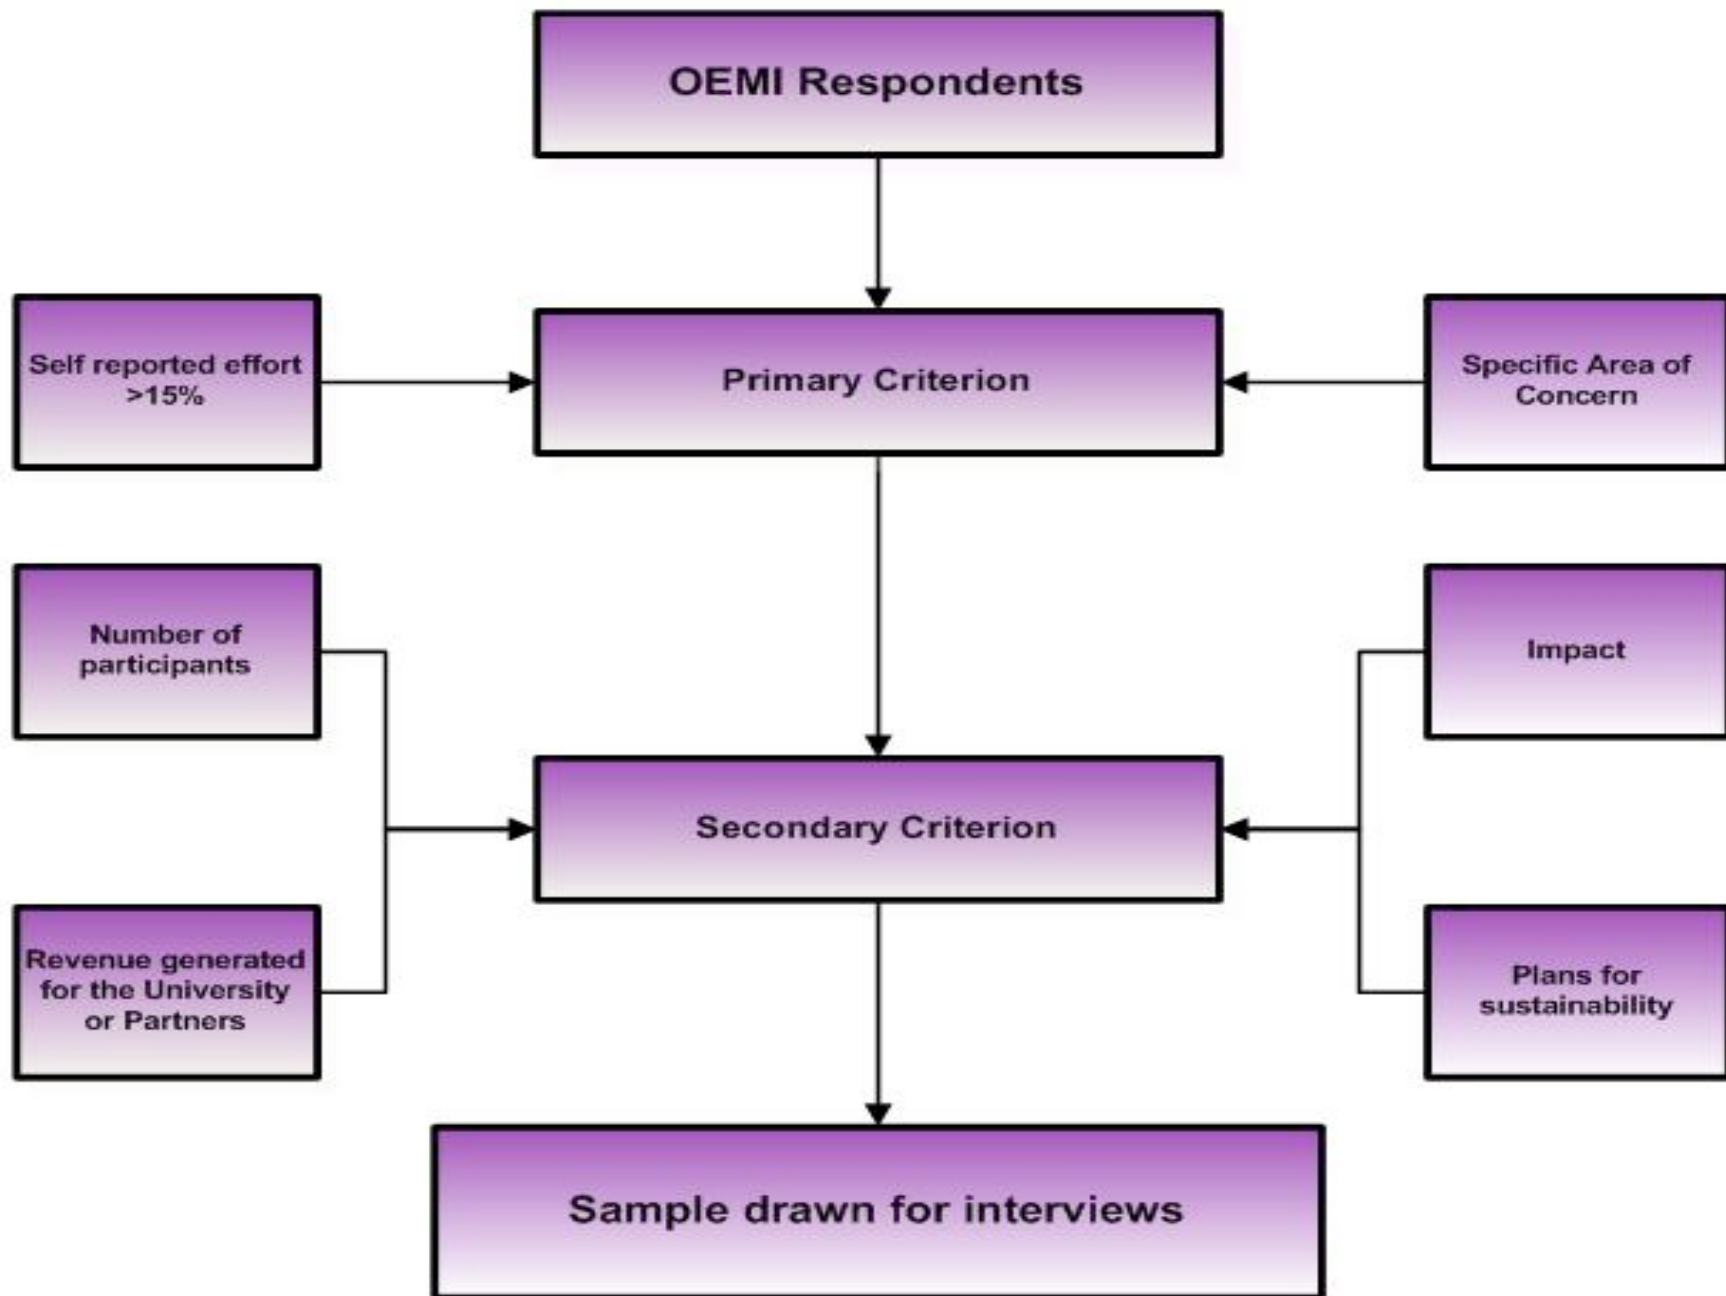 OEMI Respondents
Self reported effort
>15%
Primary Criterion
Specific Area of
Concern
Number of
participants
Impact
Secondary Criterion
Revenue generated
for the University
or Partners
Plans for
sustainability
Sample drawn for interviews